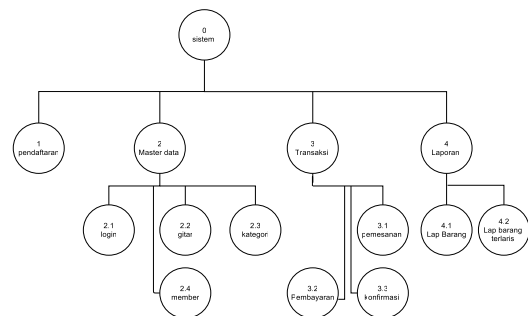 0
sistem
1
pendaftaran
2
Master data
3
Transaksi
4
Laporan
2.1
login
2.2
gitar
2.3
kategori
3.1
pemesanan
4.1
Lap Barang
4.2
Lap barang
terlaris
2.4
member
3.2
Pembayaran
3.3
konfirmasi